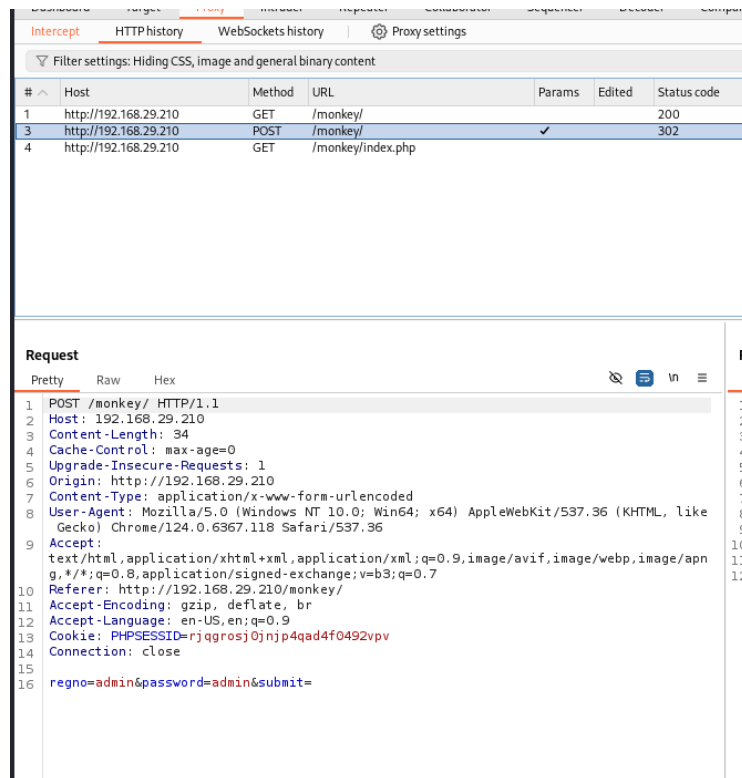 Intercept HTTP history WebSockets history Proxy settings
Filter settings: Hiding CSS, image and general binary content
# Host Method URL Params Edited Status code
1 http://192.168.29.210 GET /monkey/ 200
3 http://192.168.29.210 POST /monkey/ ✓ 302
4 http://192.168.29.210 GET /monkey/index.php
Request
Pretty Raw Hex \n
1 POST /monkey/ HTTP/1.1
2 Host: 192.168.29.210
3 Content-Length: 34
4 Cache-Control: max-age=0
5 Upgrade-Insecure-Requests: 1
6 Origin: http://192.168.29.210
7 Content-Type: application/x-www-form-urlencoded
8 User-Agent: Mozilla/5.0 (Windows NT 10.0; Win64; x64) AppleWebKit/537.36 (KHTML, like
Gecko) Chrome/124.0.6367.118 Safari/537.36
9 Accept:
text/html,application/xhtml+xml,application/xml;q=0.9,image/avif,image/webp,image/apn
g,*/*;q=0.8,application/signed-exchange;v=b3;q=0.7
10 Referer: http://192.168.29.210/monkey/
11 Accept-Encoding: gzip, deflate, br
12 Accept-Language: en-US,en;q=0.9
13 Cookie: PHPSESSID=rjqgrosj0jnjp4qad4f0492vpv
14 Connection: close
15
16 regno=admin&password=admin&submit=